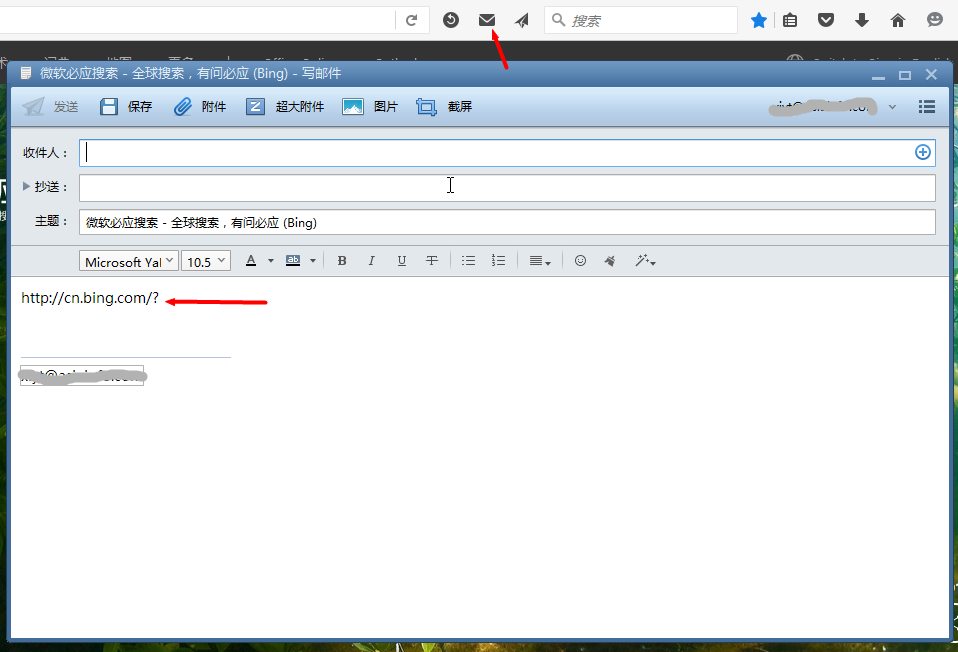 搜索
微软必应搜索 - 全球搜索，有问必应 (Bing) - 写邮件
发送 保存 附件 超大附件 图片 截屏
收件人：
抄送：
主题： 微软必应搜索 - 全球搜索，有问必应 (Bing)
Microsoft Yal 10.5 A ab B I U
http://cn.bing.com/?